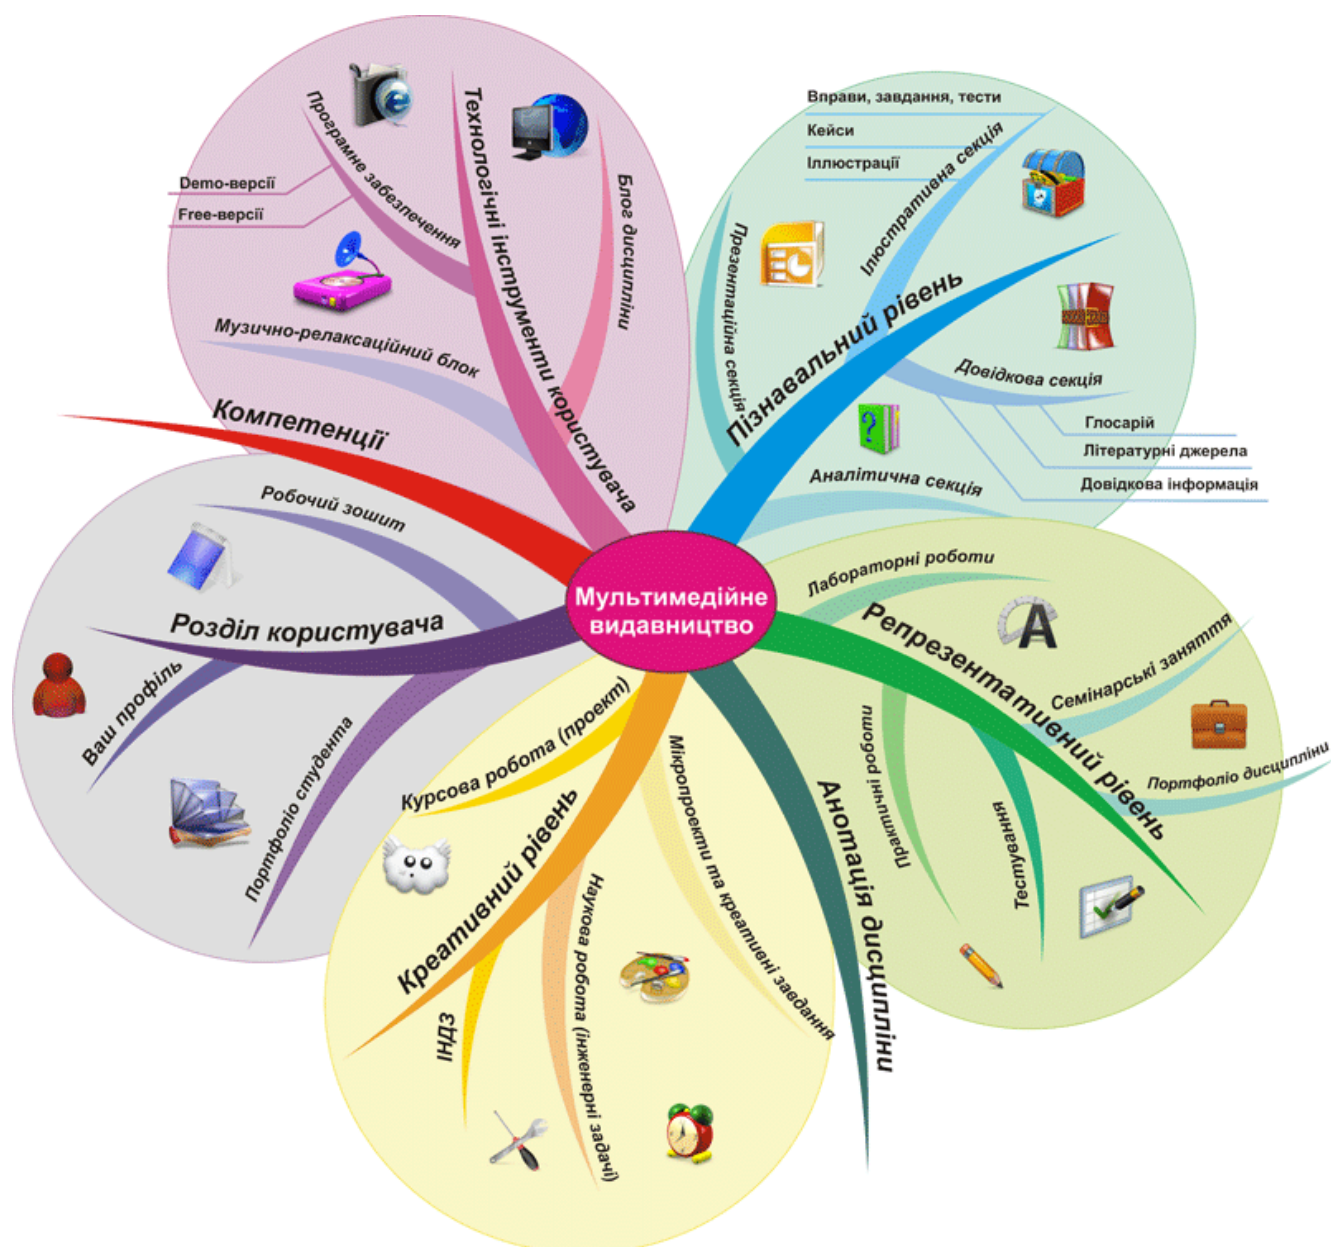 Мультимедійне
видавництво
Компетенції
Технологічні інструменти користувача
Програмне забезпечення
Demo-версії
Free-версії
Музично-релаксаційний блок
Блог дисципліни
Пізнавальний рівень
Презентаційна секція
Ілюстративна секція
Вправи, завдання, тести
Кейси
Іллюстрації
Довідкова секція
Глосарій
Літературні джерела
Довідкова інформація
Аналітична секція
Репрезентативний рівень
Лабораторні роботи
Семінарські заняття
Портфоліо дисципліни
Тестування
Практичні роботи
Анотація дисципліни
Креативний рівень
Мікропроекти та креативні завдання
Наукова робота (інженерні задачі)
ІНДЗ
Курсова робота (проект)
Розділ користувача
Робочий зошит
Ваш профіль
Портфоліо студента